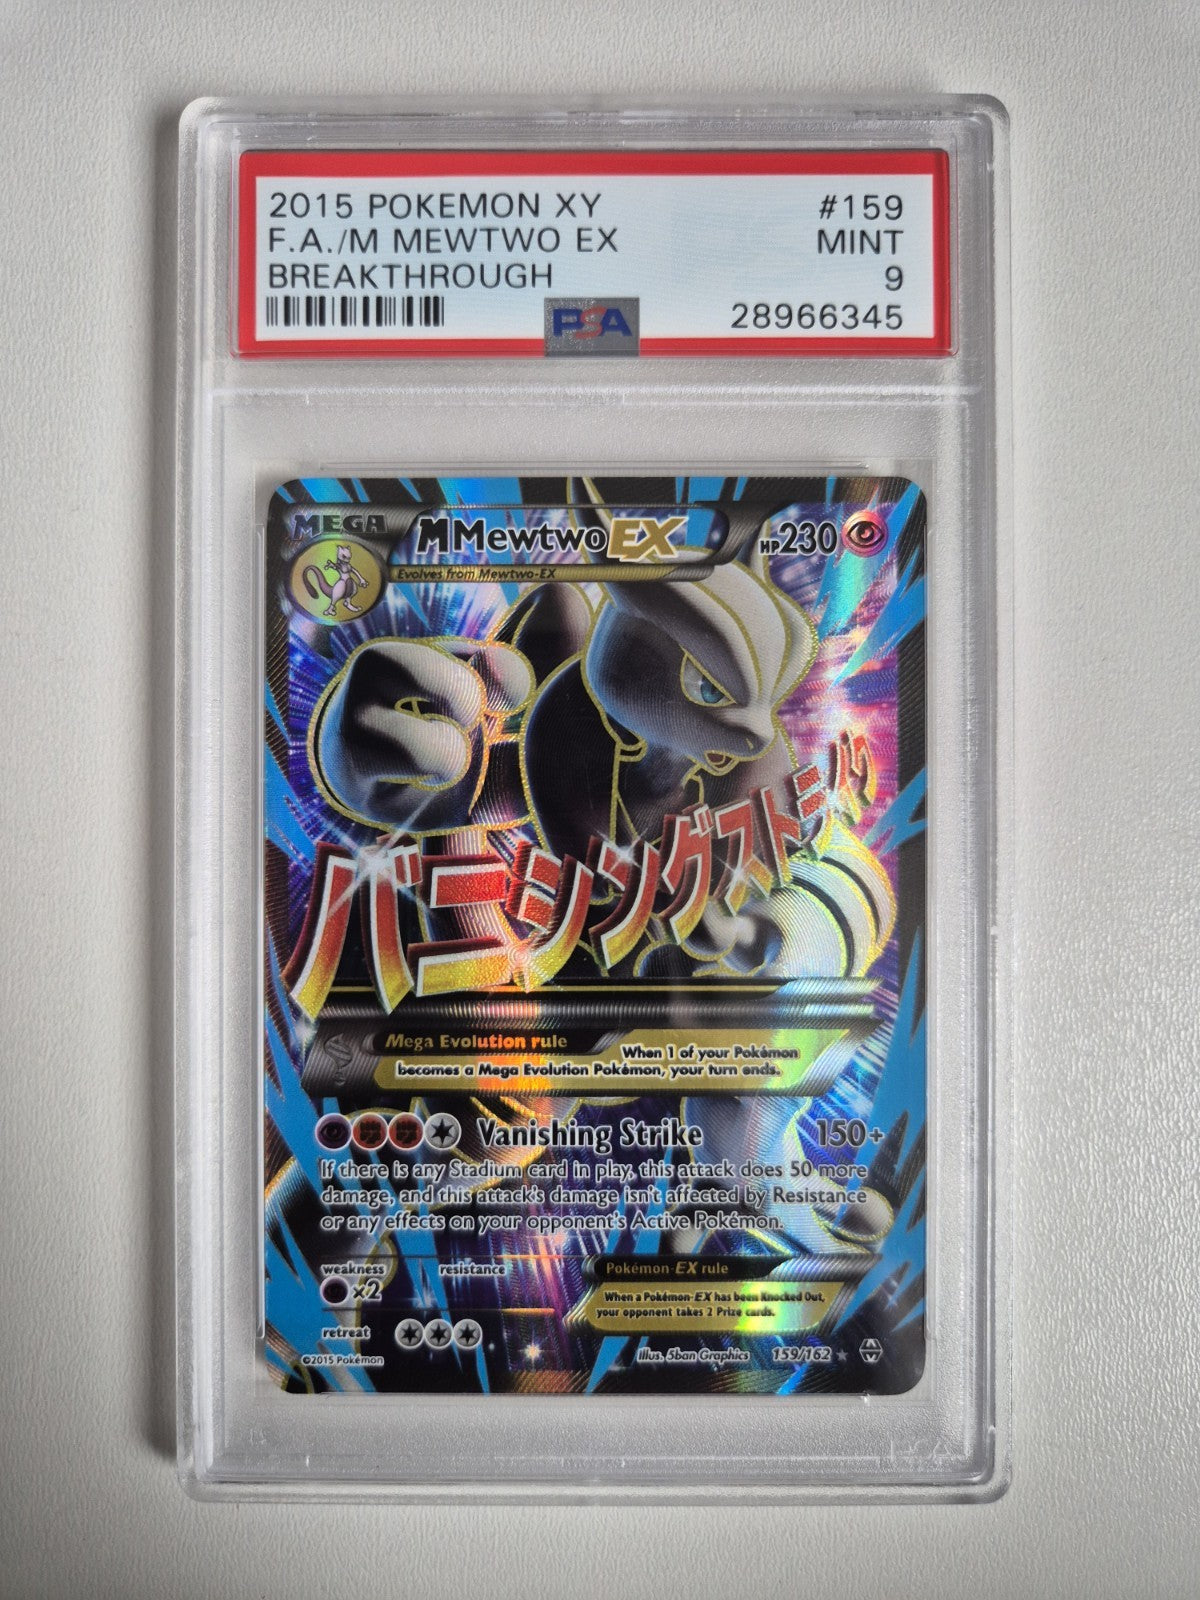 2015 POKEMON XY #159
F.A./M MEWTWO EX MINT
BREAKTHROUGH 9
PSA 28966345
MEGA M Mewtwo EX HP 230
Evolves from Mewtwo-EX
バニシングストライク
Mega Evolution rule
When 1 of your Pokémon
becomes a Mega Evolution Pokémon, your turn ends.
Vanishing Strike 150+
If there is any Stadium card in play, this attack does 50 more
damage, and this attack's damage isn't affected by Resistance
or any effects on your opponent's Active Pokémon.
weakness resistance
×2
Pokémon-EX rule
When a Pokémon-EX has been Knocked Out,
your opponent takes 2 Prize cards.
retreat
©2015 Pokémon
Illus. 5ban Graphics 159/162